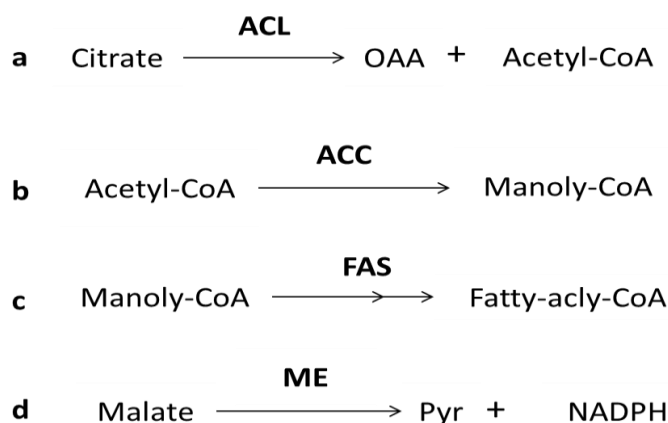 ACL
a Citrate OAA + Acetyl-CoA
ACC
b Acetyl-CoA Manoly-CoA
FAS
c Manoly-CoA Fatty-acly-CoA
ME
d Malate Pyr + NADPH